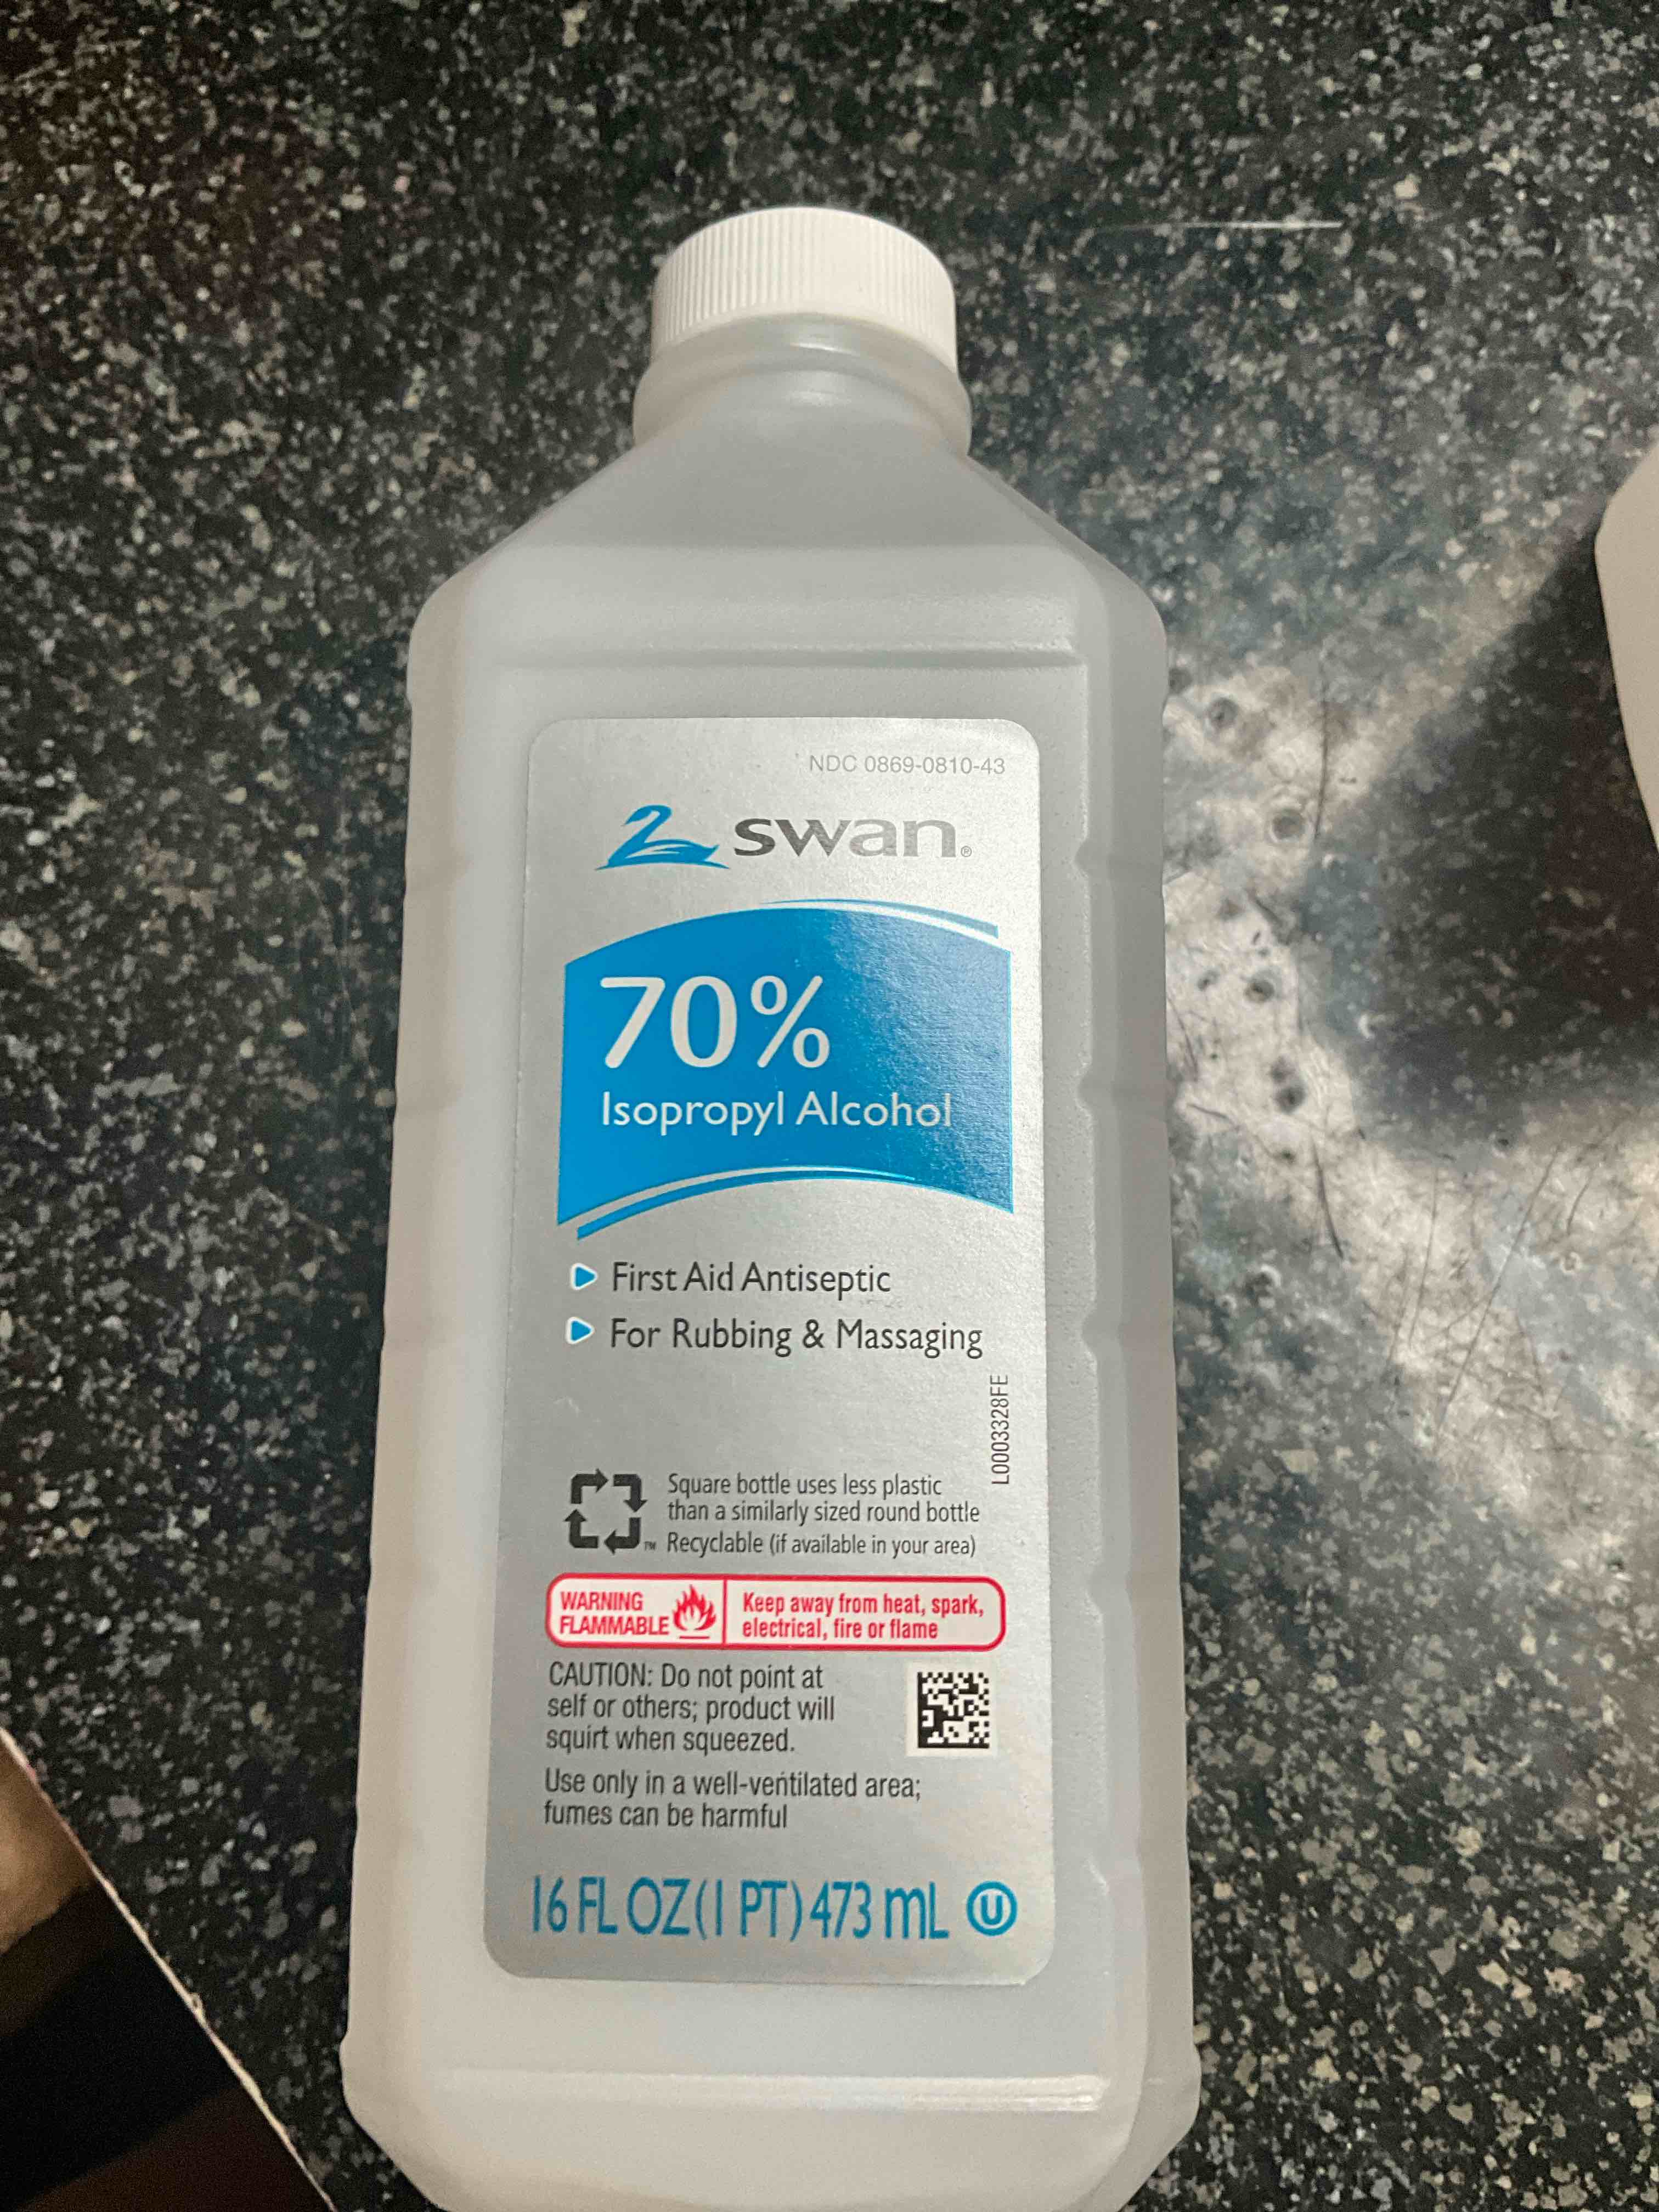 NDC 0869-0810-43
swan®
70%
Isopropyl Alcohol
First Aid Antiseptic
For Rubbing & Massaging
L0003328FE
Square bottle uses less plastic
than a similarly sized round bottle
™ Recyclable (if available in your area)
WARNING
FLAMMABLE
Keep away from heat, spark,
electrical, fire or flame
CAUTION: Do not point at
self or others; product will
squirt when squeezed.
Use only in a well-ventilated area;
fumes can be harmful
16 FL OZ (1 PT) 473 mL U